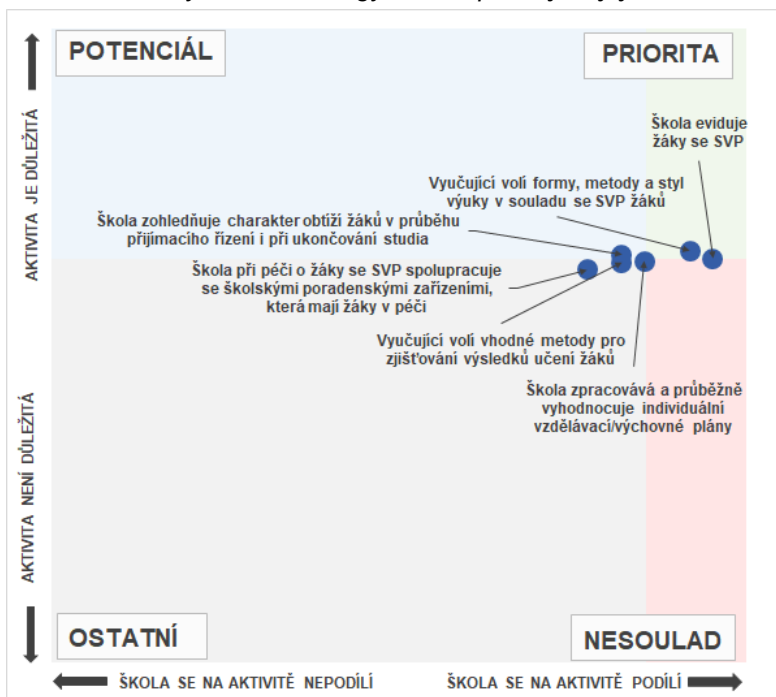 POTENCIÁL
PRIORITA
Škola eviduje
žáky se SVP
Vyučující volí formy, metody a styl
výuky v souladu se SVP žáků
Škola zohledňuje charakter obtíží žáků v průběhu
přijímacího řízení i při ukončování studia
Škola při péči o žáky se SVP spolupracuje
se školskými poradenskými zařízeními,
která mají žáky v péči
Vyučující volí vhodné metody pro
zjišťování výsledků učení žáků
Škola zpracovává a průběžně
vyhodnocuje individuální
vzdělávací/výchovné plány
AKTIVITA JE DŮLEŽITÁ
AKTIVITA NENÍ DŮLEŽITÁ
OSTATNÍ
NESOULAD
ŠKOLA SE NA AKTIVITĚ NEPODÍLÍ
ŠKOLA SE NA AKTIVITĚ PODÍLÍ